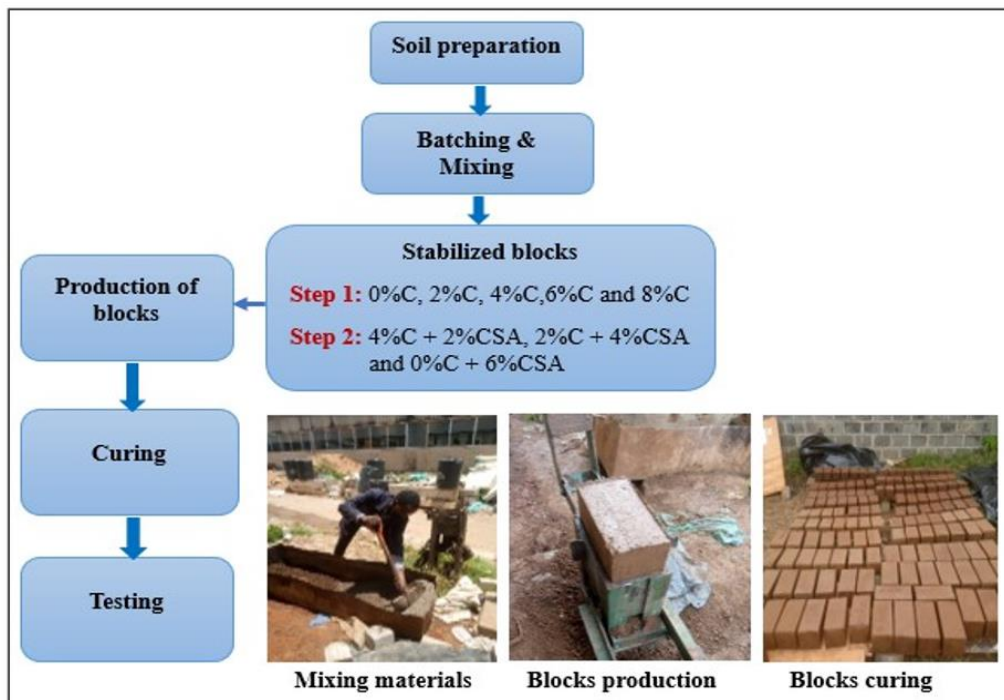 Soil preparation
Batching &
Mixing
Stabilized blocks
Step 1: 0%C, 2%C, 4%C,6%C and 8%C
Step 2: 4%C + 2%CSA, 2%C + 4%CSA
and 0%C + 6%CSA
Production of
blocks
Curing
Testing
Mixing materials
Blocks production
Blocks curing